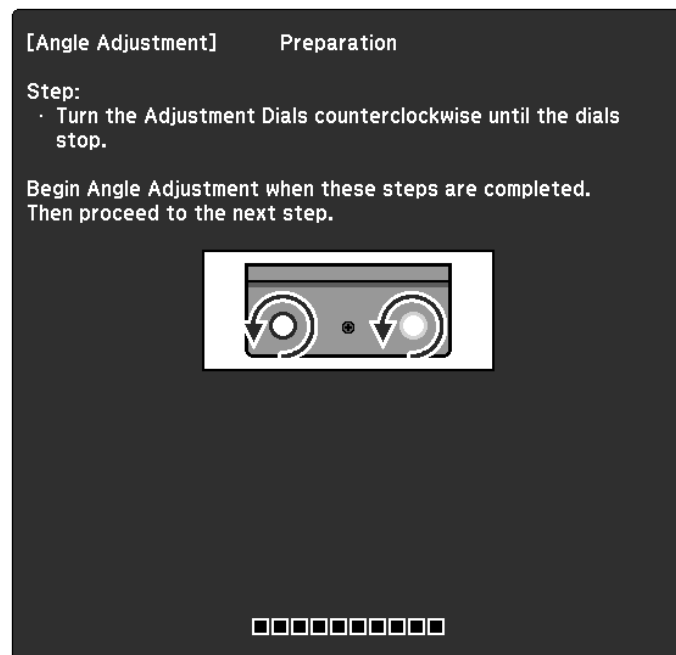 [Angle Adjustment] Preparation
Step:
· Turn the Adjustment Dials counterclockwise until the dials
stop.
Begin Angle Adjustment when these steps are completed.
Then proceed to the next step.